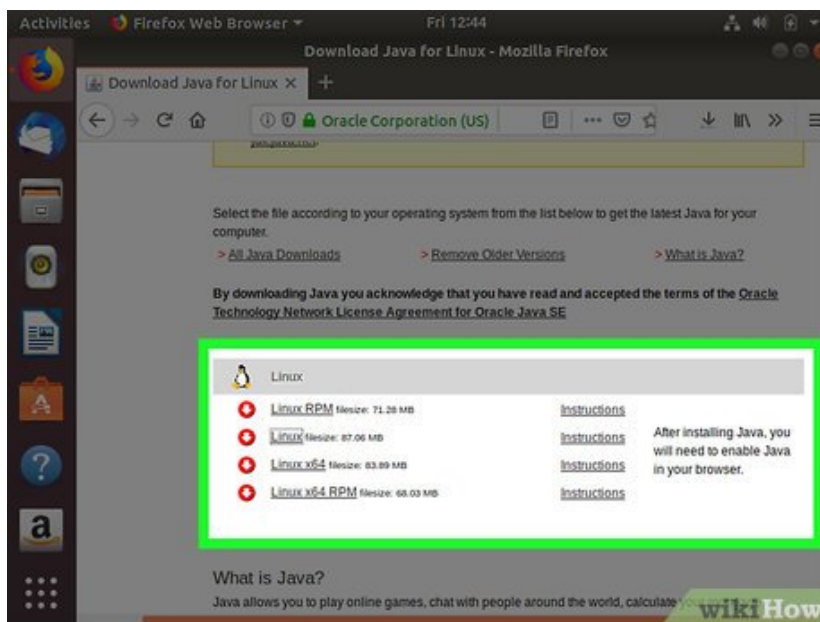 Activities Firefox Web Browser Fri 12:44
Download Java for Linux - Mozilla Firefox
Download Java for Linux
Oracle Corporation (US)
Select the file according to your operating system from the list below to get the latest Java for your
computer.
> All Java Downloads > Remove Older Versions > What is Java?
By downloading Java you acknowledge that you have read and accepted the terms of the Oracle
Technology Network License Agreement for Oracle Java SE
Linux
Linux RPM filesize: 71.28 MB Instructions
Linux filesize: 87.06 MB Instructions
Linux x64 filesize: 83.89 MB Instructions
Linux x64 RPM filesize: 68.03 MB Instructions
After installing Java, you
will need to enable Java
in your browser.
What is Java?
Java allows you to play online games, chat with people around the world, calculate
wikiHow